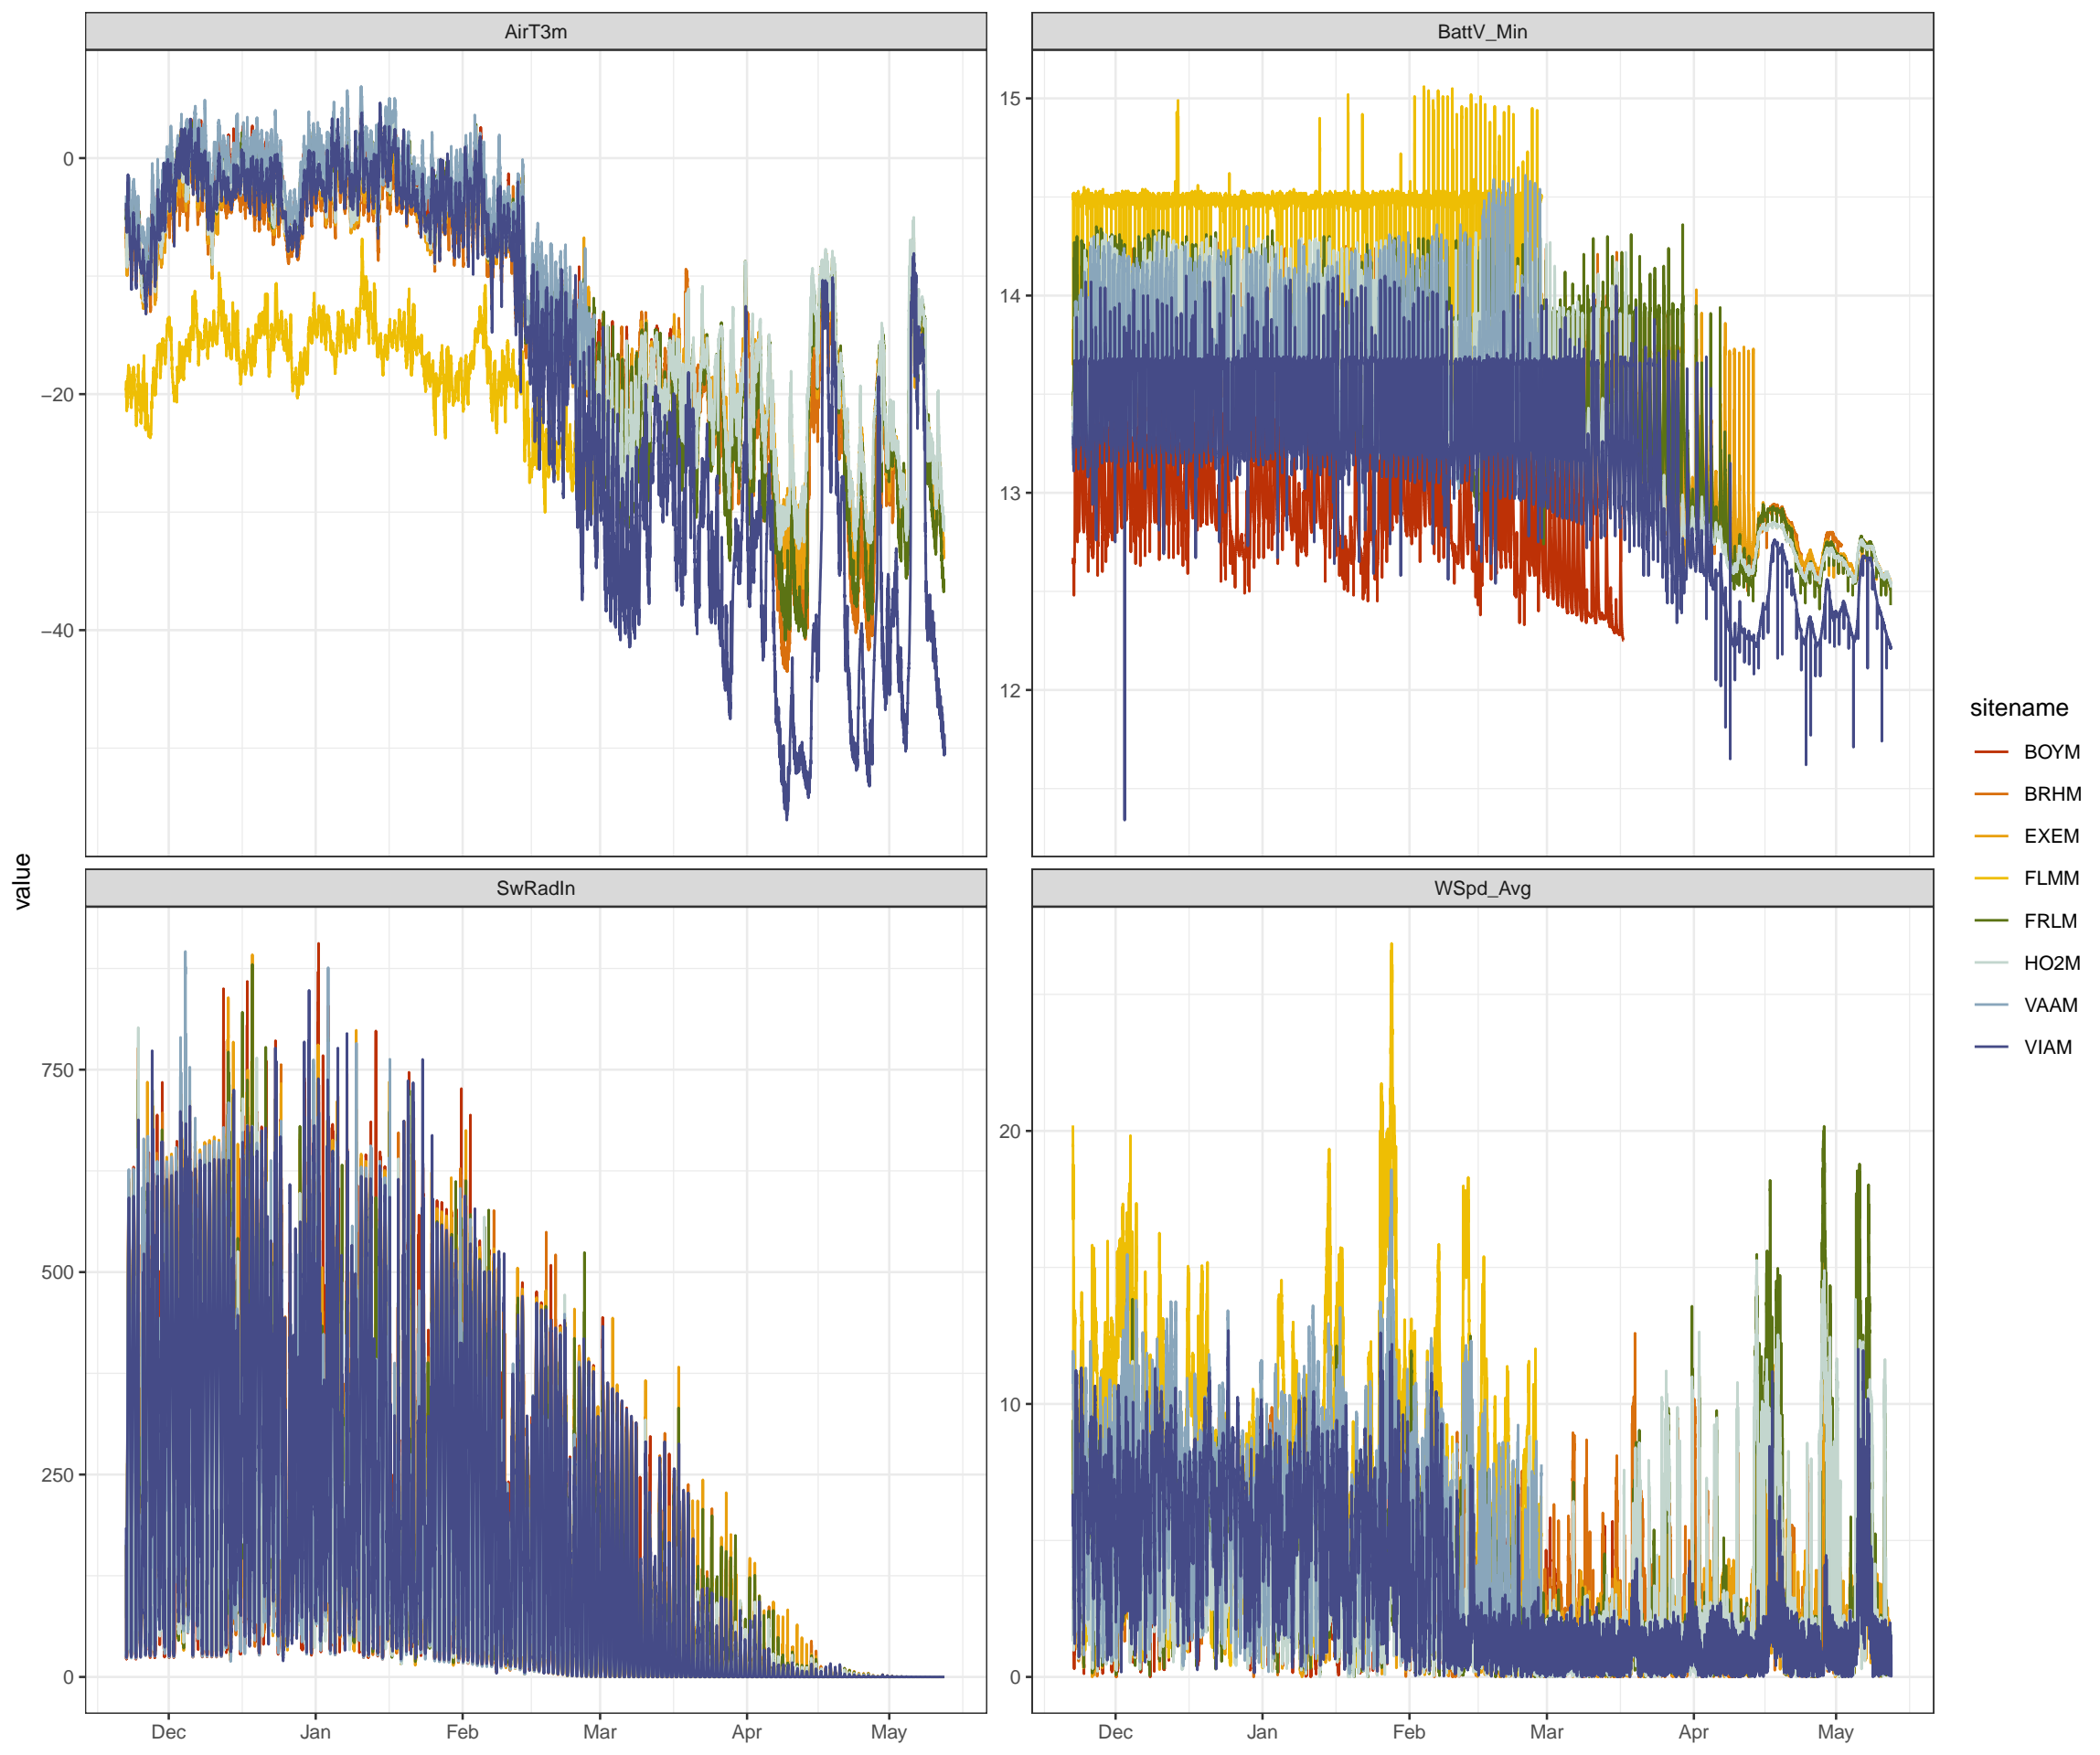 AirT3m
BattV_Min
0
−20
−40
15
14
13
12
SwRadIn
WSpd_Avg
750
500
250
0
20
10
0
Dec Jan Feb Mar Apr May
Dec Jan Feb Mar Apr May
value
sitename
BOYM
BRHM
EXEM
FLMM
FRLM
HO2M
VAAM
VIAM